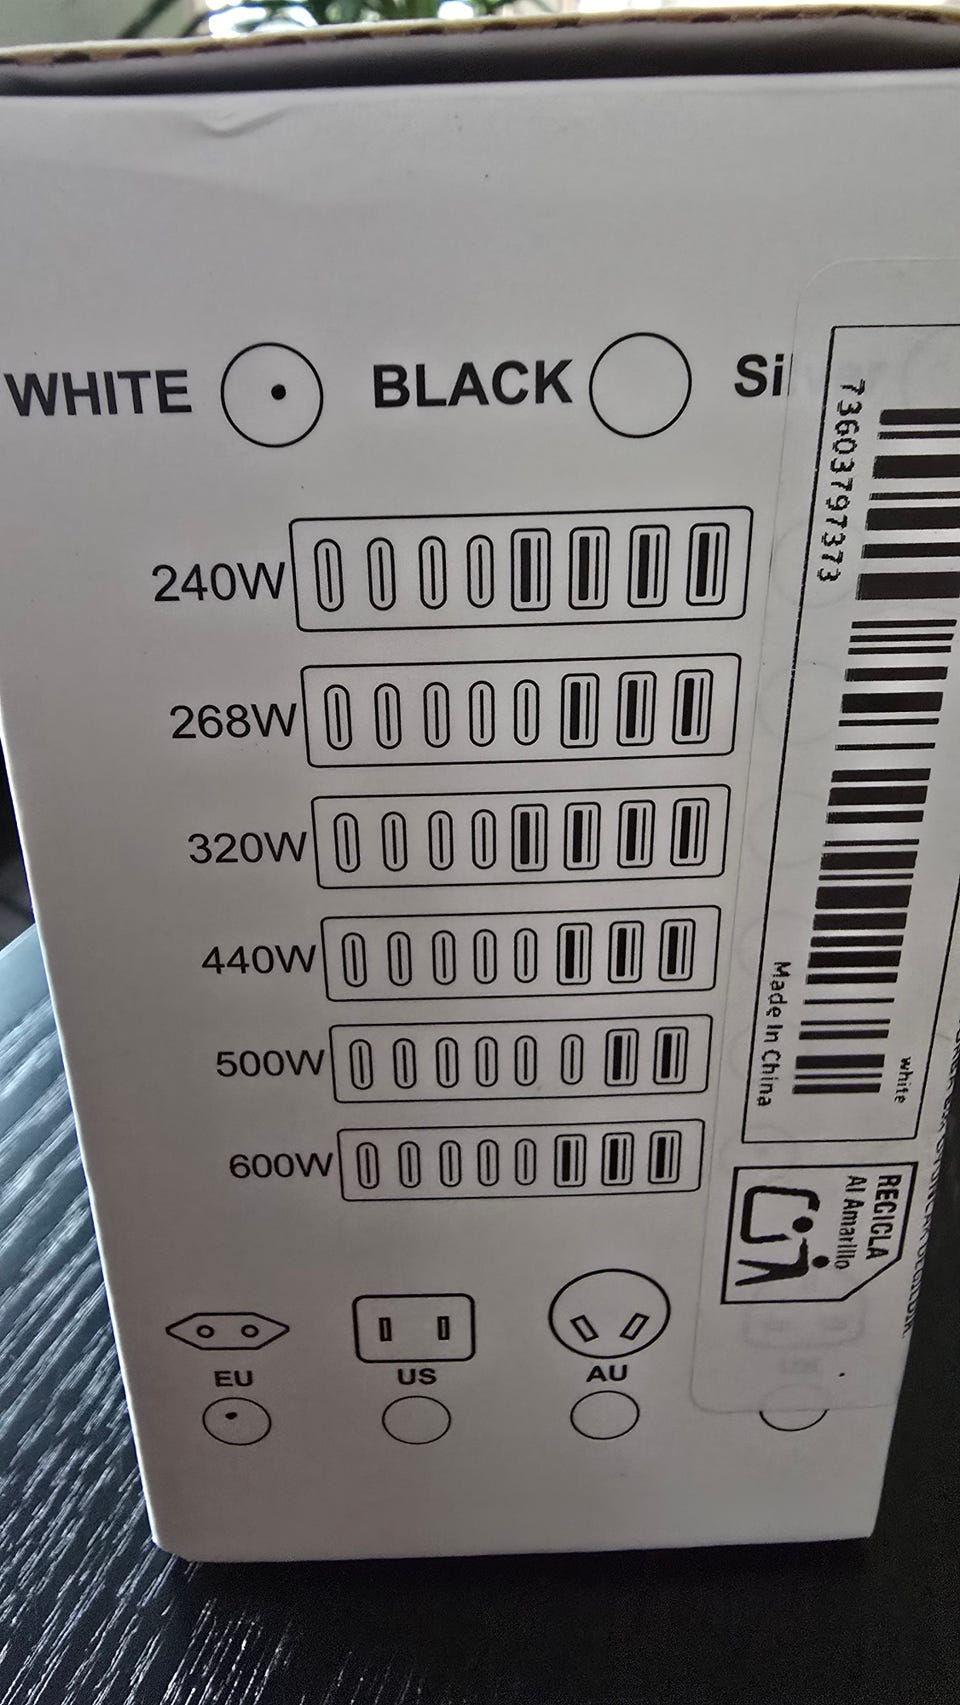 WHITE BLACK Si
240W
268W
320W
440W
500W
600W
EU US AU
73603797373
Made In China
white
RECICLA
Al Amarillo